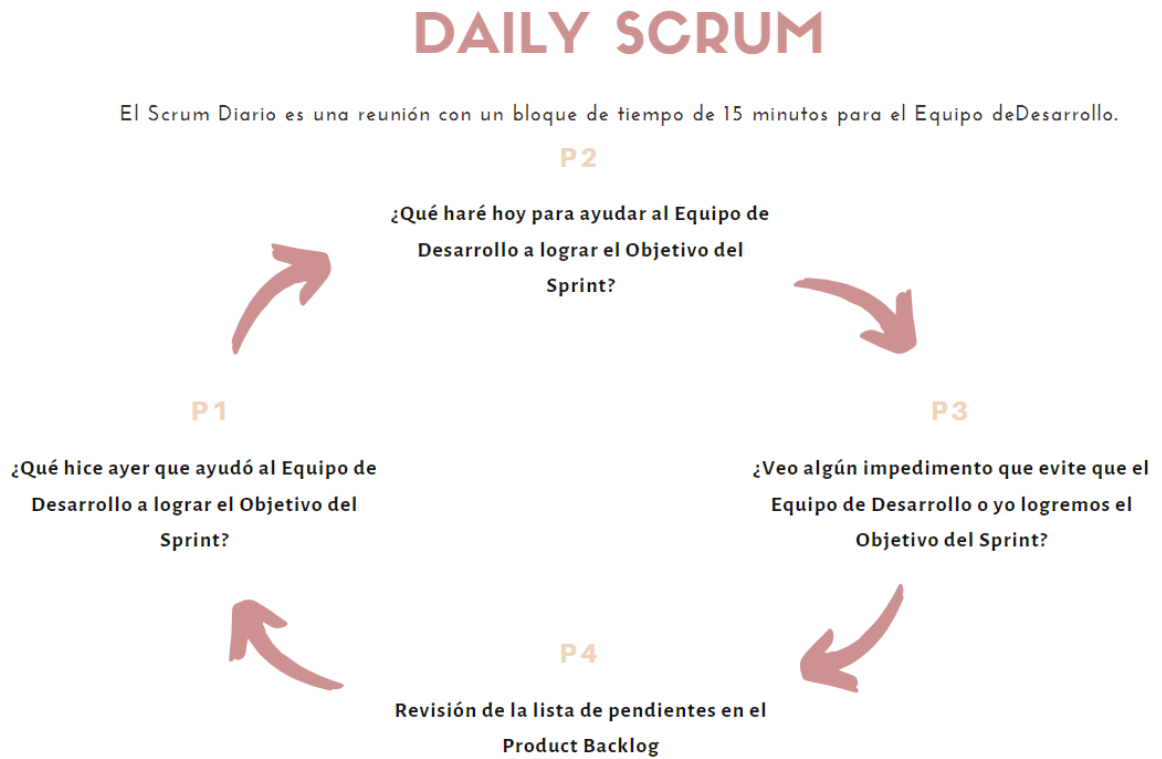 DAILY SCRUM
El Scrum Diario es una reunión con un bloque de tiempo de 15 minutos para el Equipo deDesarrollo.
P2
¿Qué haré hoy para ayudar al Equipo de
Desarrollo a lograr el Objetivo del
Sprint?
P1
¿Qué hice ayer que ayudó al Equipo de
Desarrollo a lograr el Objetivo del
Sprint?
P3
¿Veo algún impedimento que evite que el
Equipo de Desarrollo o yo logremos el
Objetivo del Sprint?
P4
Revisión de la lista de pendientes en el
Product Backlog